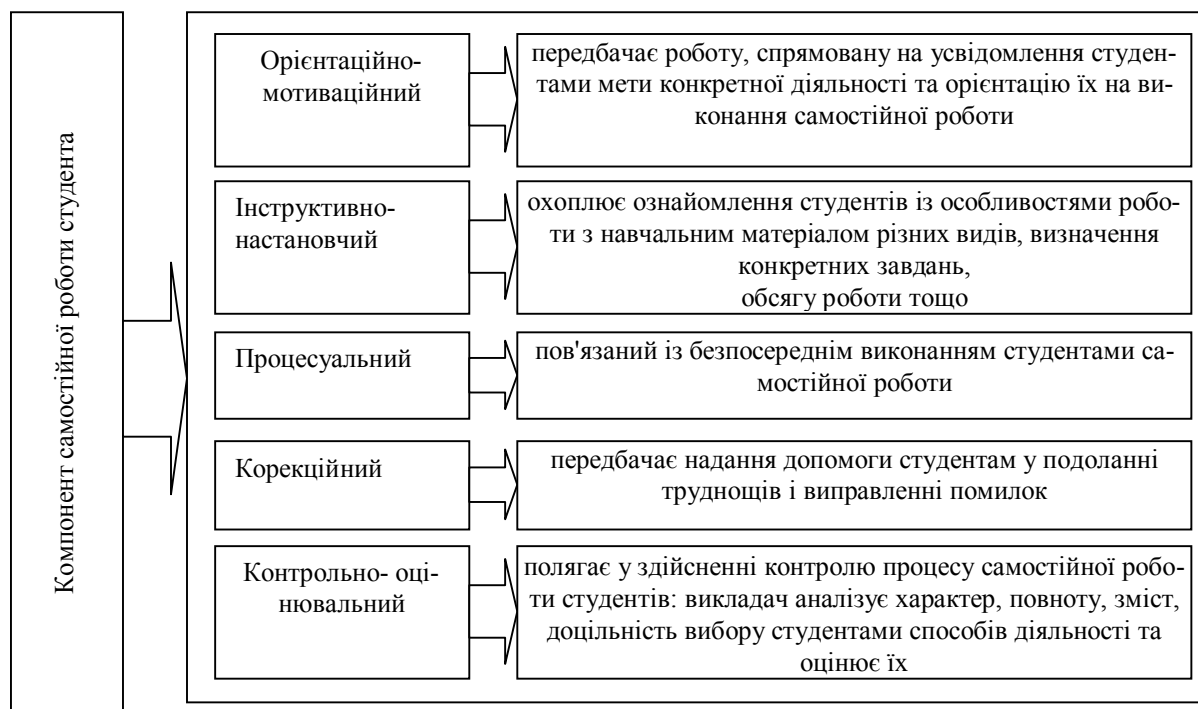 Компонент самостійної роботи студента
Орієнтаційно-
мотиваційний
передбачає роботу, спрямовану на усвідомлення студен-
тами мети конкретної діяльності та орієнтацію їх на ви-
конання самостійної роботи
Інструктивно-
настановчий
охоплює ознайомлення студентів із особливостями робо-
ти з навчальним матеріалом різних видів, визначення
конкретних завдань,
обсягу роботи тощо
Процесуальний
пов'язаний із безпосереднім виконанням студентами са-
мостійної роботи
Корекційний
передбачає надання допомоги студентам у подоланні
труднощів і виправленні помилок
Контрольно- оці-
нювальний
полягає у здійсненні контролю процесу самостійної робо-
ти студентів: викладач аналізує характер, повноту, зміст,
доцільність вибору студентами способів діяльності та
оцінює їх